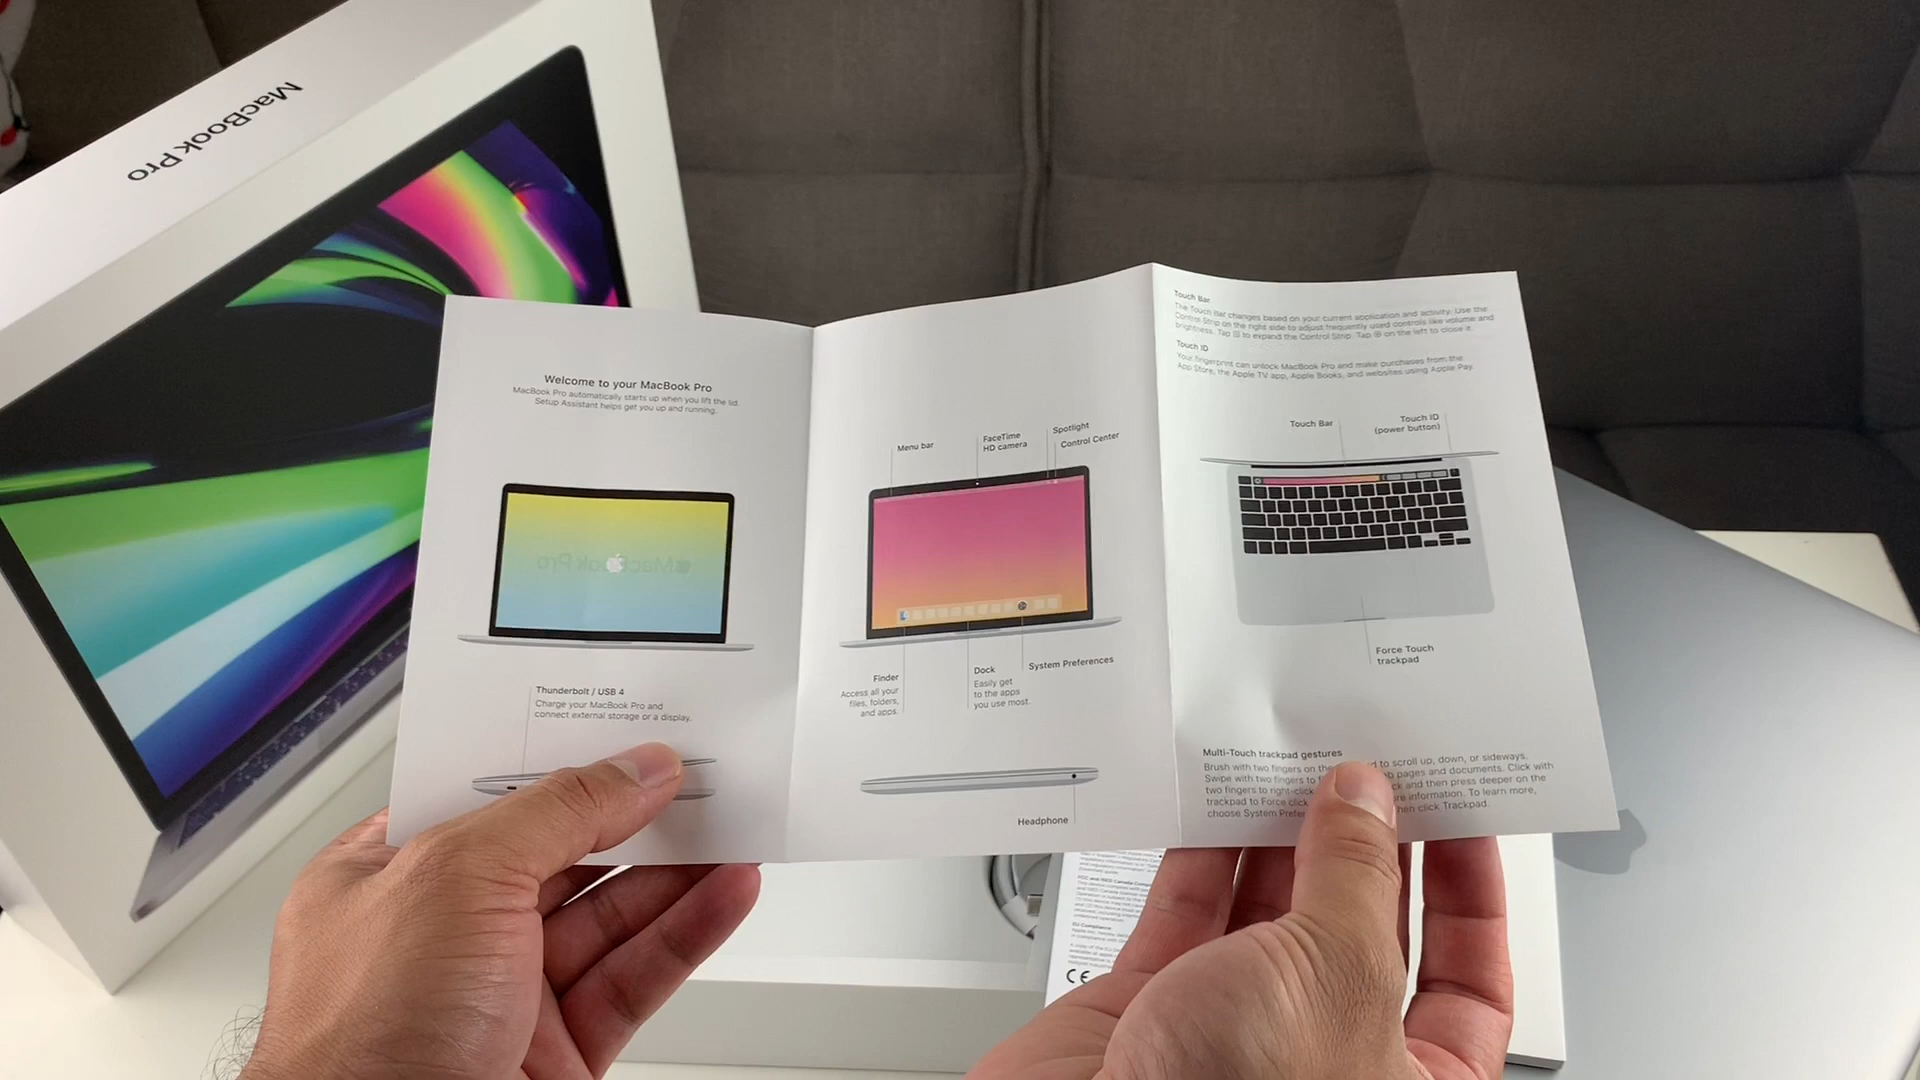 MacBook Pro
Welcome to your MacBook Pro
MacBook Pro automatically starts up when you lift the lid.
Setup Assistant helps get you up and running.
MacBook Pro
Thunderbolt / USB 4
Charge your MacBook Pro and
connect external storage or a display.
Menu bar
FaceTime
HD camera
Spotlight
Control Center
Finder
Access all your
files, folders,
and apps.
Dock
Easily get
to the apps
you use most.
System Preferences
Headphone
Touch Bar
The Touch Bar changes based on your current application and activity. Use the
Control Strip on the right side to adjust frequently used controls like volume and
brightness. Tap to expand the Control Strip. Tap on the left to close it.
Touch ID
Your fingerprint can unlock MacBook Pro and make purchases from the
App Store, the Apple TV app, Apple Books, and websites using Apple Pay.
Touch Bar
Touch ID
(power button)
Force Touch
trackpad
Multi-Touch trackpad gestures
Brush with two fingers on the to scroll up, down, or sideways.
Swipe with two fingers to pages and documents. Click with
two fingers to right-click and then press deeper on the
trackpad to Force click information. To learn more,
choose System then click Trackpad.
EU Compliance
CE